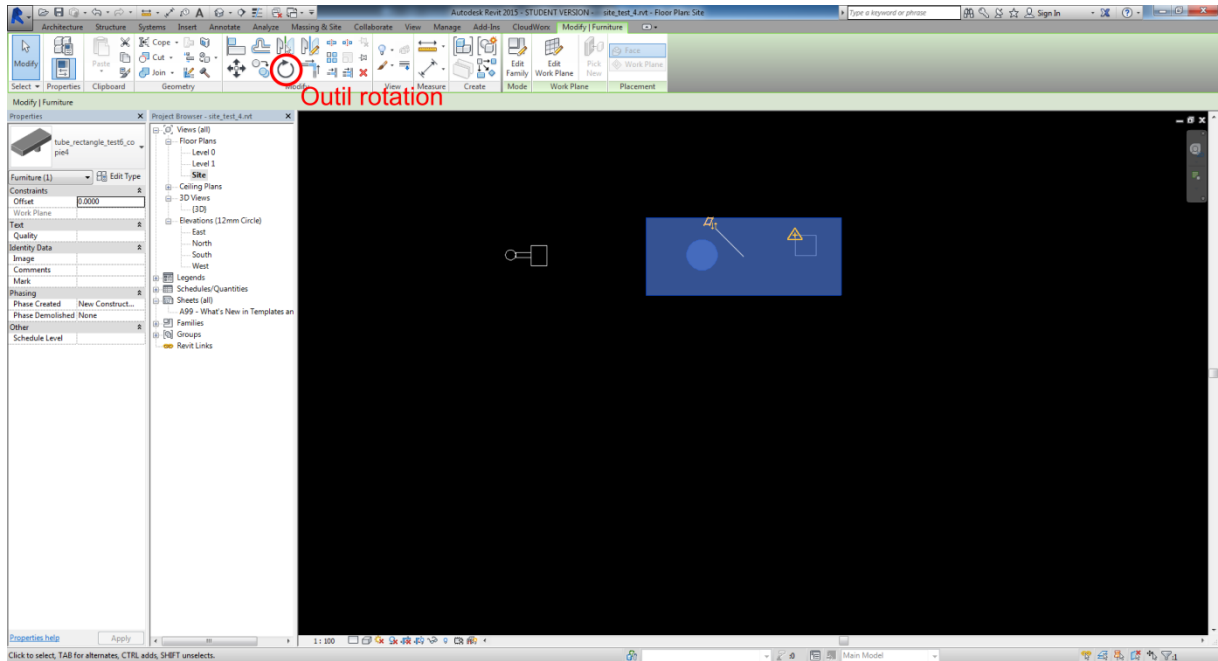 Autodesk Revit 2015 - STUDENT VERSION - site_test_4.rvt - Floor Plan: Site
Type a keyword or phrase
Sign In
Architecture Structure Systems Insert Annotate Analyze Massing & Site Collaborate View Manage Add-Ins CloudWorx Modify | Furniture
Modify
Paste
Cope
Cut
Join
Edit Family
Edit Work Plane
Pick New
Face
Work Plane
Select Properties Clipboard Geometry Modify View Measure Create Mode Work Plane Placement
Outil rotation
Modify | Furniture
Properties
tube_rectangle_test6_co
pie4
Furniture (1) Edit Type
Constraints
Offset 0.0000
Work Plane
Text
Quality
Identity Data
Image
Comments
Mark
Phasing
Phase Created New Construct...
Phase Demolished None
Other
Schedule Level
Properties help Apply
Project Browser - site_test_4.rvt
Views (all)
Floor Plans
Level 0
Level 1
Site
Ceiling Plans
3D Views
{3D}
Elevations (12mm Circle)
East
North
South
West
Legends
Schedules/Quantities
Sheets (all)
A99 - What's New in Templates an
Families
Groups
Revit Links
1 : 100
Click to select, TAB for alternates, CTRL adds, SHIFT unselects.
:0
Main Model
:1